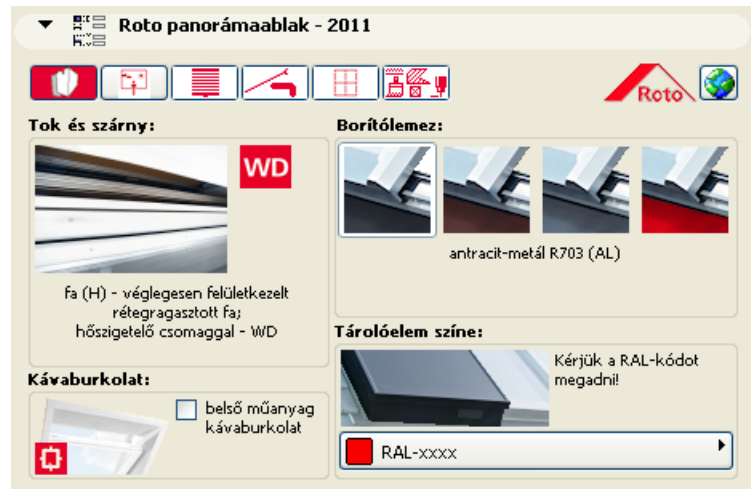 Roto panorámaablak - 2011
Roto
Tok és szárny:
WD
fa (H) - véglegesen felületkezelt
rétegragasztott fa;
hőszigetelő csomaggal - WD
Borítólemez:
antracit-metál R703 (AL)
Kávaburkolat:
belső műanyag
kávaburkolat
Tárolóelem színe:
Kérjük a RAL-kódot
megadni!
RAL-xxxx